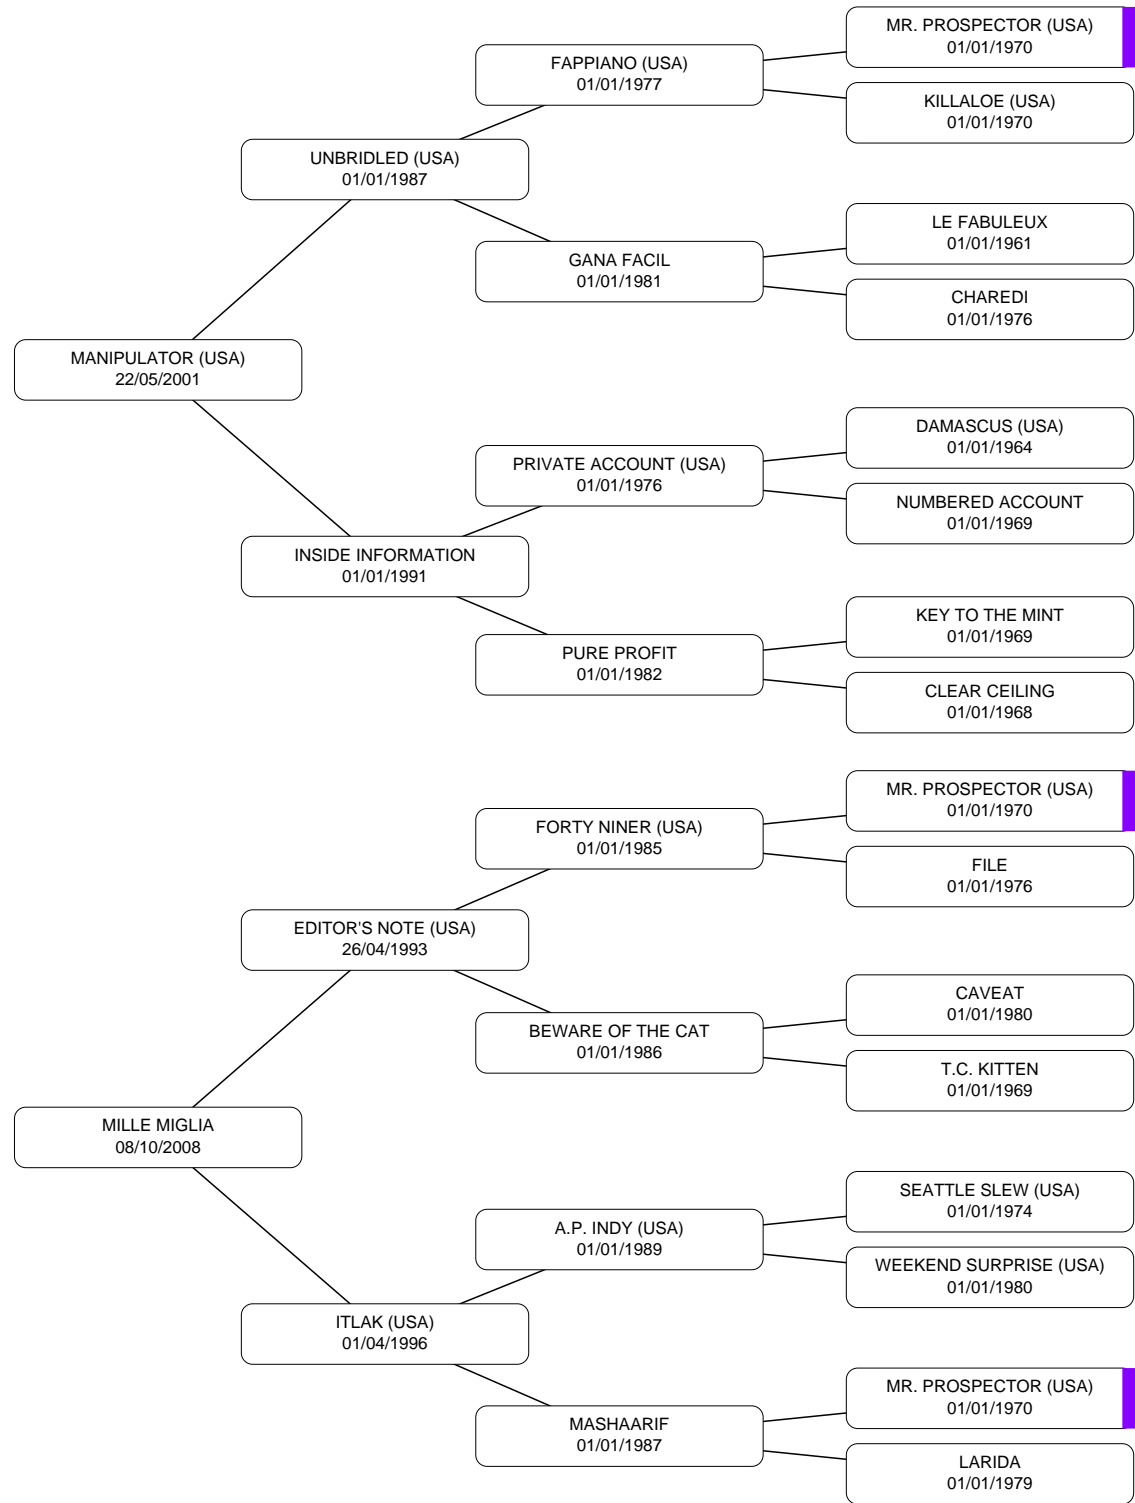 MR. PROSPECTOR (USA)
01/01/1970
FAPPIANO (USA)
01/01/1977
KILLALOE (USA)
01/01/1970
UNBRIDLED (USA)
01/01/1987
LE FABULEUX
01/01/1961
GANA FACIL
01/01/1981
CHAREDI
01/01/1976
MANIPULATOR (USA)
22/05/2001
DAMASCUS (USA)
01/01/1964
PRIVATE ACCOUNT (USA)
01/01/1976
NUMBERED ACCOUNT
01/01/1969
INSIDE INFORMATION
01/01/1991
KEY TO THE MINT
01/01/1969
PURE PROFIT
01/01/1982
CLEAR CEILING
01/01/1968
MR. PROSPECTOR (USA)
01/01/1970
FORTY NINER (USA)
01/01/1985
FILE
01/01/1976
EDITOR'S NOTE (USA)
26/04/1993
CAVEAT
01/01/1980
BEWARE OF THE CAT
01/01/1986
T.C. KITTEN
01/01/1969
MILLE MIGLIA
08/10/2008
SEATTLE SLEW (USA)
01/01/1974
A.P. INDY (USA)
01/01/1989
WEEKEND SURPRISE (USA)
01/01/1980
ITLAK (USA)
01/04/1996
MR. PROSPECTOR (USA)
01/01/1970
MASHAARIF
01/01/1987
LARIDA
01/01/1979